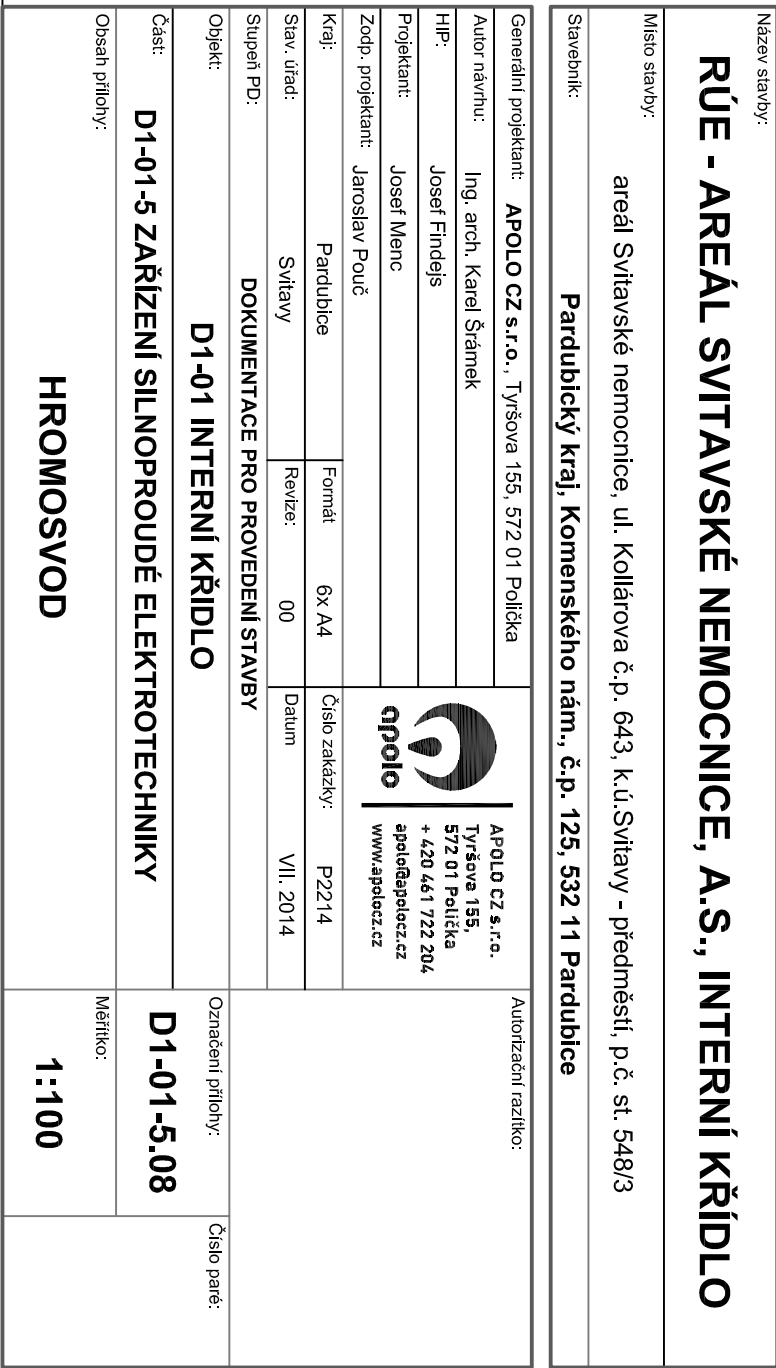 Název stavby:
RÚE - AREÁL SVITAVSKÉ NEMOCNICE, A.S., INTERNÍ KŘÍDLO
Místo stavby:
areál Svitavské nemocnice, ul. Kollárova č.p. 643, k.ú.Svitavy - předměstí, p.č. st. 548/3
Stavebník:
Pardubický kraj, Komenského nám., č.p. 125, 532 11 Pardubice
Generální projektant: APOLO CZ s.r.o., Tyršova 155, 572 01 Polička
Autor návrhu: Ing. arch. Karel Šrámek
HIP: Josef Findejs
Projektant: Josef Menc
Zodp. projektant: Jaroslav Pouč
apolo
APOLO CZ s.r.o.
Tyršova 155,
572 01 Polička
+ 420 461 722 204
apolo@apolocz.cz
www.apolocz.cz
Autorizační razítko:
Kraj: Pardubice Formát 6x A4 Číslo zakázky: P2214
Stav. úřad: Svitavy Revize: 00 Datum VII. 2014
Stupeň PD:
DOKUMENTACE PRO PROVEDENÍ STAVBY
Objekt:
D1-01 INTERNÍ KŘIDLO
Část:
D1-01-5 ZAŘÍZENÍ SILNOPROUDÉ ELEKTROTECHNIKY
Označení přílohy:
D1-01-5.08
Číslo paré:
Obsah přílohy:
HROMOSVOD
Měřítko:
1:100